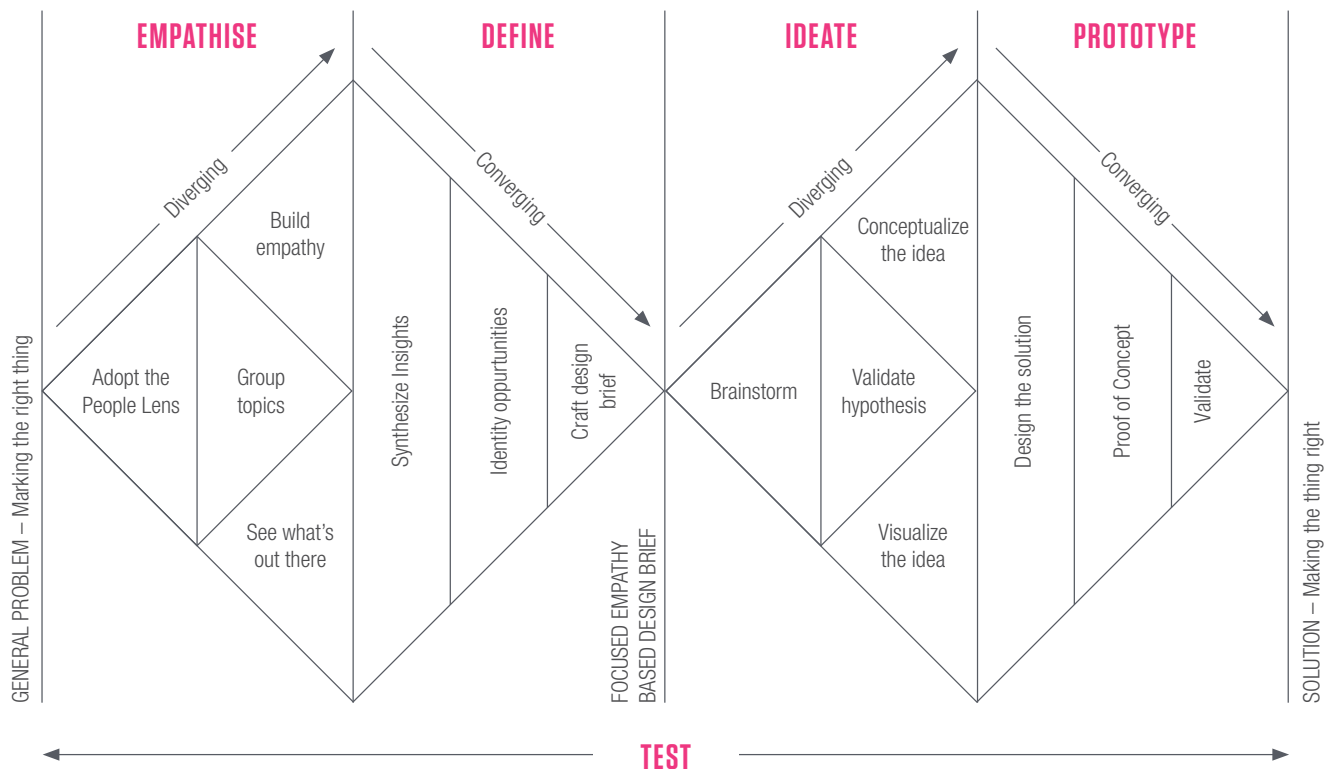 EMPATHISE
DEFINE
IDEATE
PROTOTYPE
Diverging
Converging
Diverging
Converging
GENERAL PROBLEM – Marking the right thing
Adopt the
People Lens
Build
empathy
Group
topics
See what's
out there
Synthesize Insights
Identity oppurtunities
Craft design
brief
FOCUSED EMPATHY
BASED DESIGN BRIEF
Brainstorm
Conceptualize
the idea
Validate
hypothesis
Visualize
the idea
Design the solution
Proof of Concept
Validate
SOLUTION – Making the thing right
TEST